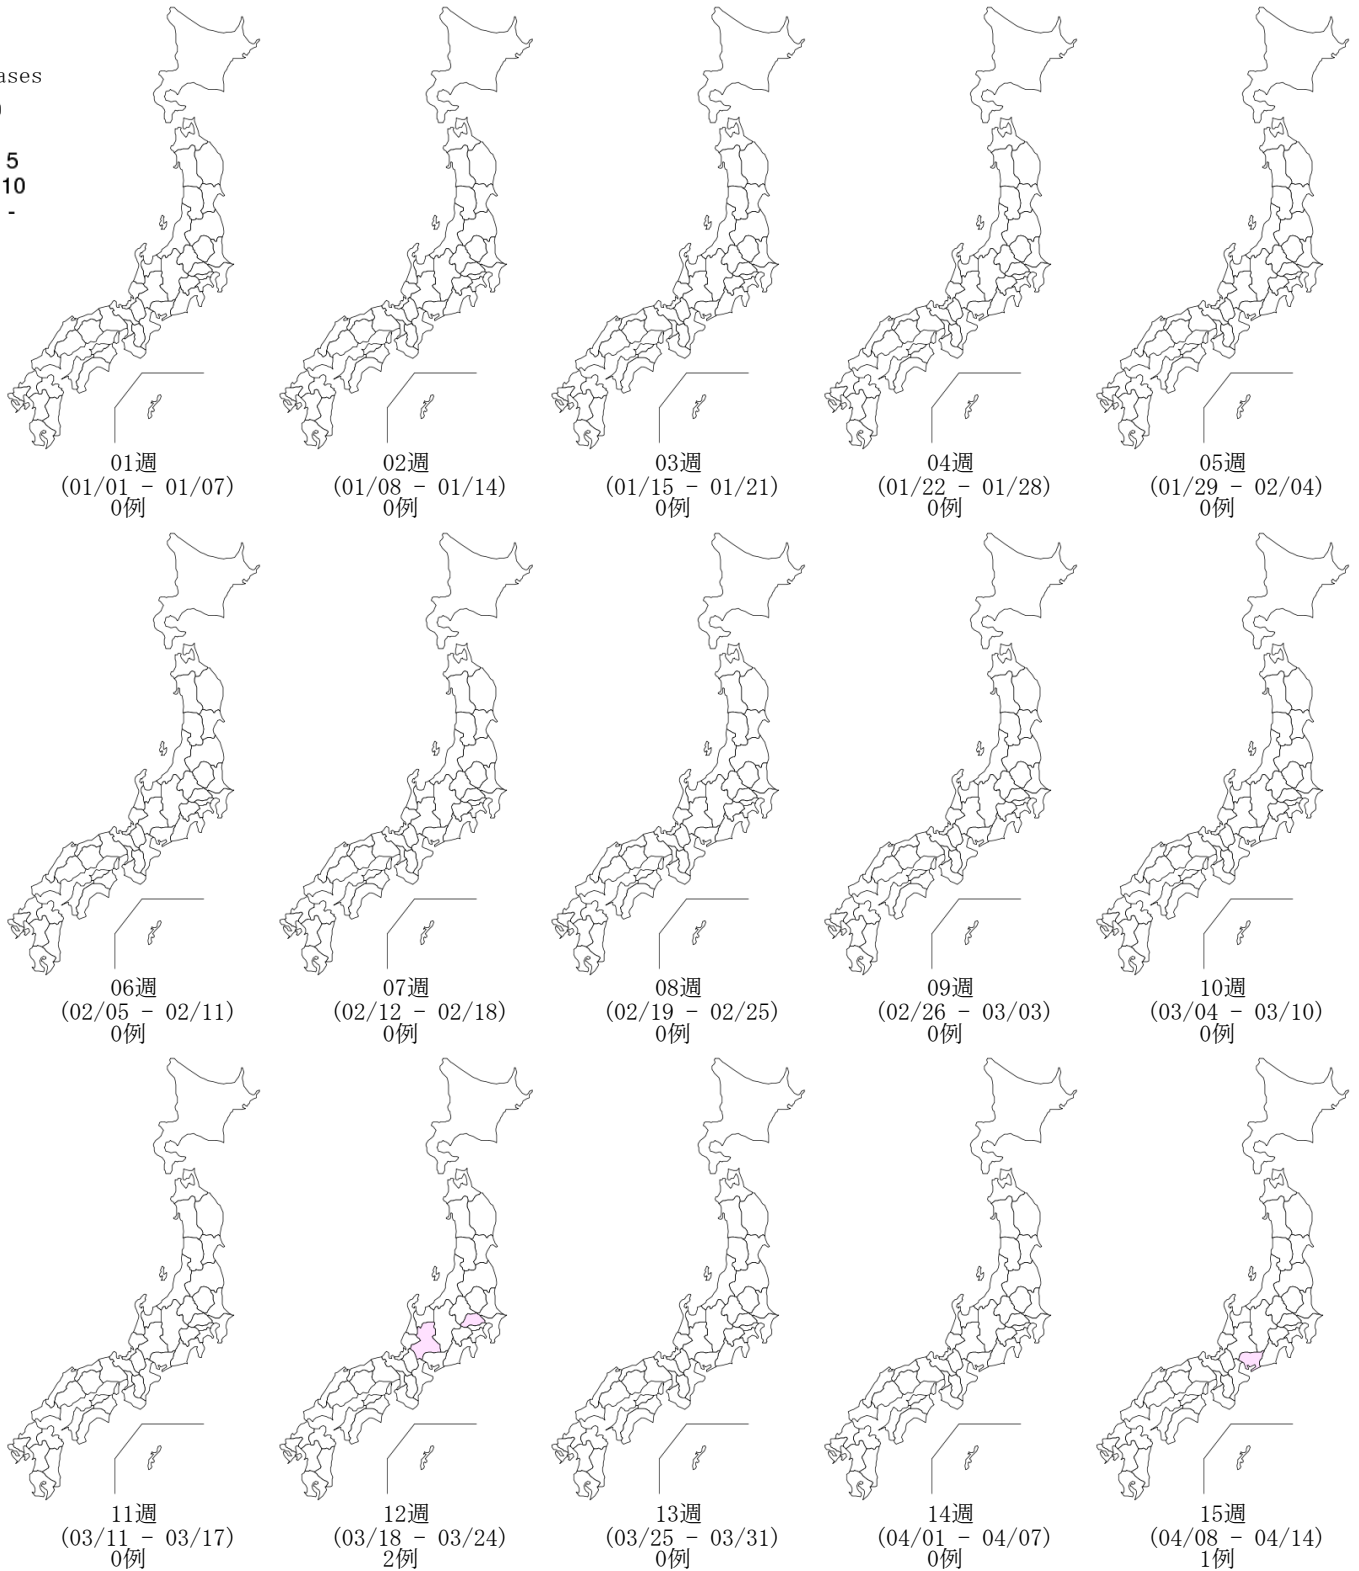 ases
5
10
-
01週
(01/01 - 01/07)
0例
02週
(01/08 - 01/14)
0例
03週
(01/15 - 01/21)
0例
04週
(01/22 - 01/28)
0例
05週
(01/29 - 02/04)
0例
06週
(02/05 - 02/11)
0例
07週
(02/12 - 02/18)
0例
08週
(02/19 - 02/25)
0例
09週
(02/26 - 03/03)
0例
10週
(03/04 - 03/10)
0例
11週
(03/11 - 03/17)
0例
12週
(03/18 - 03/24)
2例
13週
(03/25 - 03/31)
0例
14週
(04/01 - 04/07)
0例
15週
(04/08 - 04/14)
1例